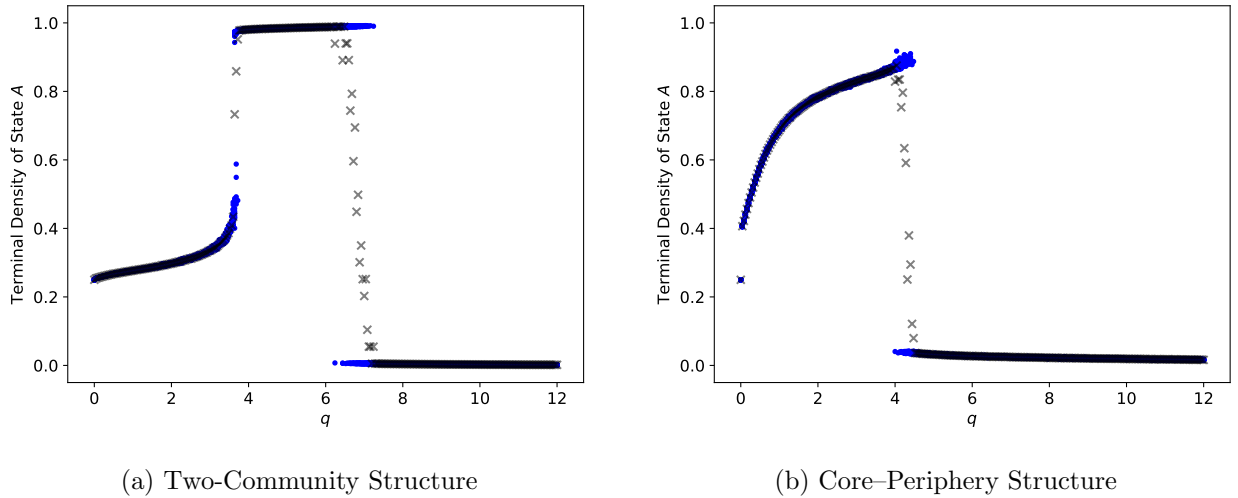 Terminal Density of State A
1.0
0.8
0.6
0.4
0.2
0.0
0 2 4 6 8 10 12
q
(a) Two-Community Structure
Terminal Density of State A
1.0
0.8
0.6
0.4
0.2
0.0
0 2 4 6 8 10 12
q
(b) Core–Periphery Structure